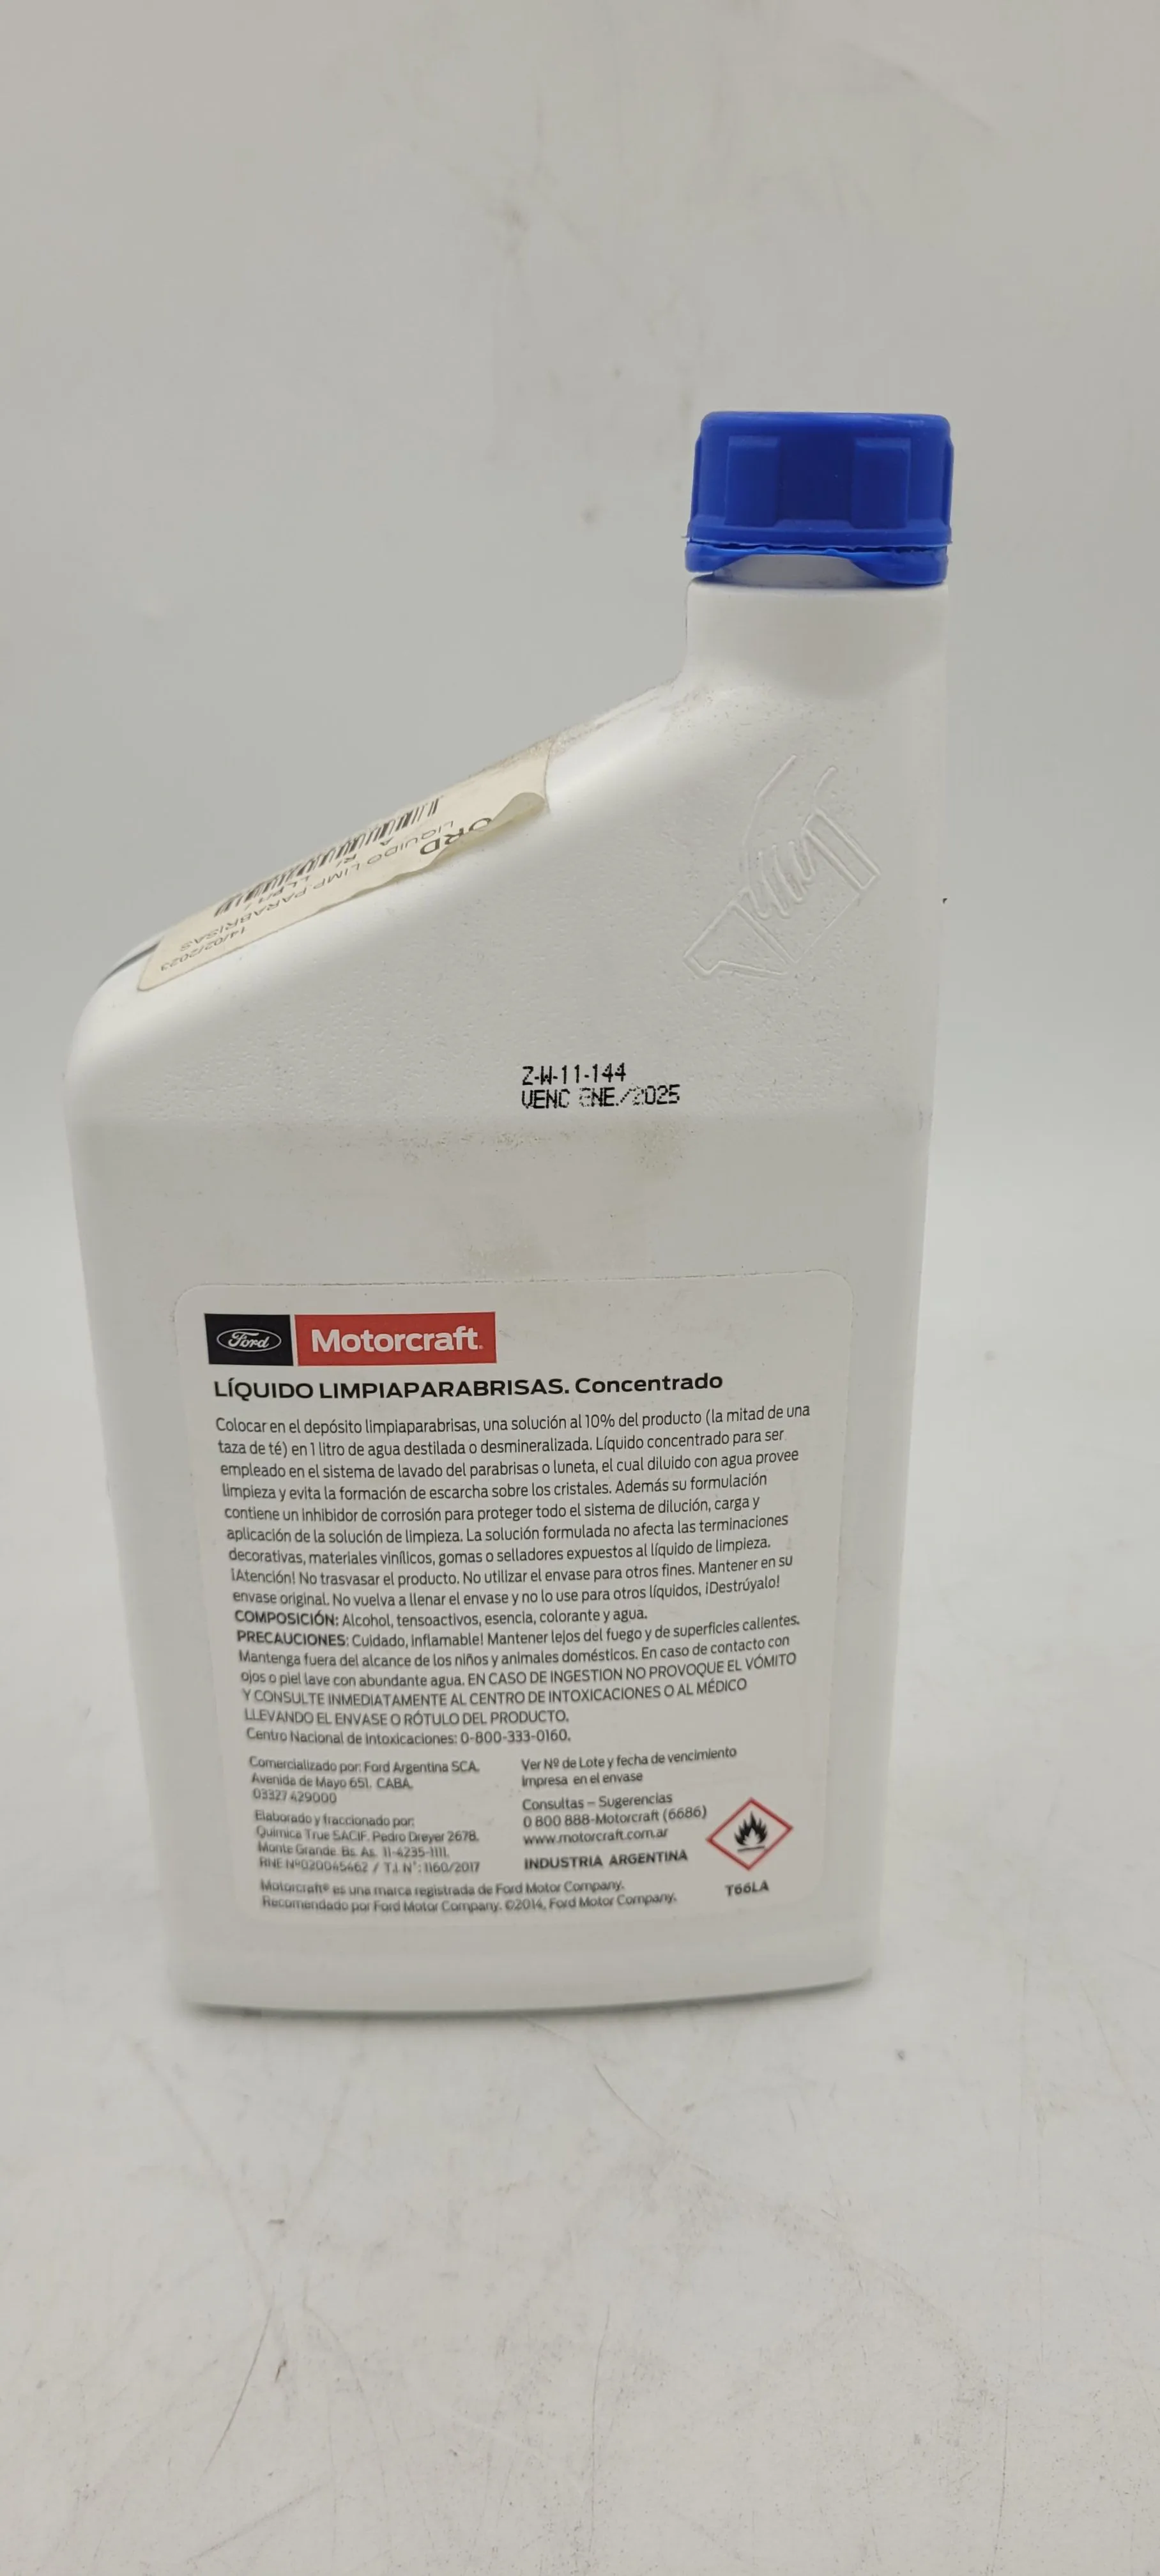 ORD
LIQUIDO LIMP PARABRISAS
14/02/2023
Z-W-11-144
VENC ENE./2025
Ford Motorcraft
LÍQUIDO LIMPIAPARABRISAS. Concentrado
Colocar en el depósito limpiaparabrisas, una solución al 10% del producto (la mitad de una
taza de té) en 1 litro de agua destilada o desmineralizada. Líquido concentrado para ser
empleado en el sistema de lavado del parabrisas o luneta, el cual diluido con agua provee
limpieza y evita la formación de escarcha sobre los cristales. Además su formulación
contiene un inhibidor de corrosión para proteger todo el sistema de dilución, carga y
aplicación de la solución de limpieza. La solución formulada no afecta las terminaciones
decorativas, materiales vinílicos, gomas o selladores expuestos al líquido de limpieza.
¡Atención! No trasvasar el producto. No utilizar el envase para otros fines. Mantener en su
envase original. No vuelva a llenar el envase y no lo use para otros líquidos, ¡Destrúyalo!
COMPOSICIÓN: Alcohol, tensoactivos, esencia, colorante y agua.
PRECAUCIONES: Cuidado, inflamable! Mantener lejos del fuego y de superficies calientes.
Mantenga fuera del alcance de los niños y animales domésticos. En caso de contacto con
ojos o piel lave con abundante agua. EN CASO DE INGESTION NO PROVOQUE EL VÓMITO
Y CONSULTE INMEDIATAMENTE AL CENTRO DE INTOXICACIONES O AL MÉDICO
LLEVANDO EL ENVASE O RÓTULO DEL PRODUCTO.
Centro Nacional de Intoxicaciones: 0-800-333-0160.
Comercializado por: Ford Argentina SCA.
Avenida de Mayo 651. CABA.
03327 429000
Elaborado y fraccionado por:
Química True SACIF. Pedro Dreyer 2678.
Monte Grande. Bs. As. 11-4235-1111.
RNE Nº020045462 / T.I. N°: 1160/2017
Ver Nº de Lote y fecha de vencimiento
impresa en el envase
Consultas – Sugerencias
0 800 888-Motorcraft (6686)
www.motorcraft.com.ar
INDUSTRIA ARGENTINA
T66LA
Motorcraft® es una marca registrada de Ford Motor Company.
Recomendado por Ford Motor Company. ©2014, Ford Motor Company.